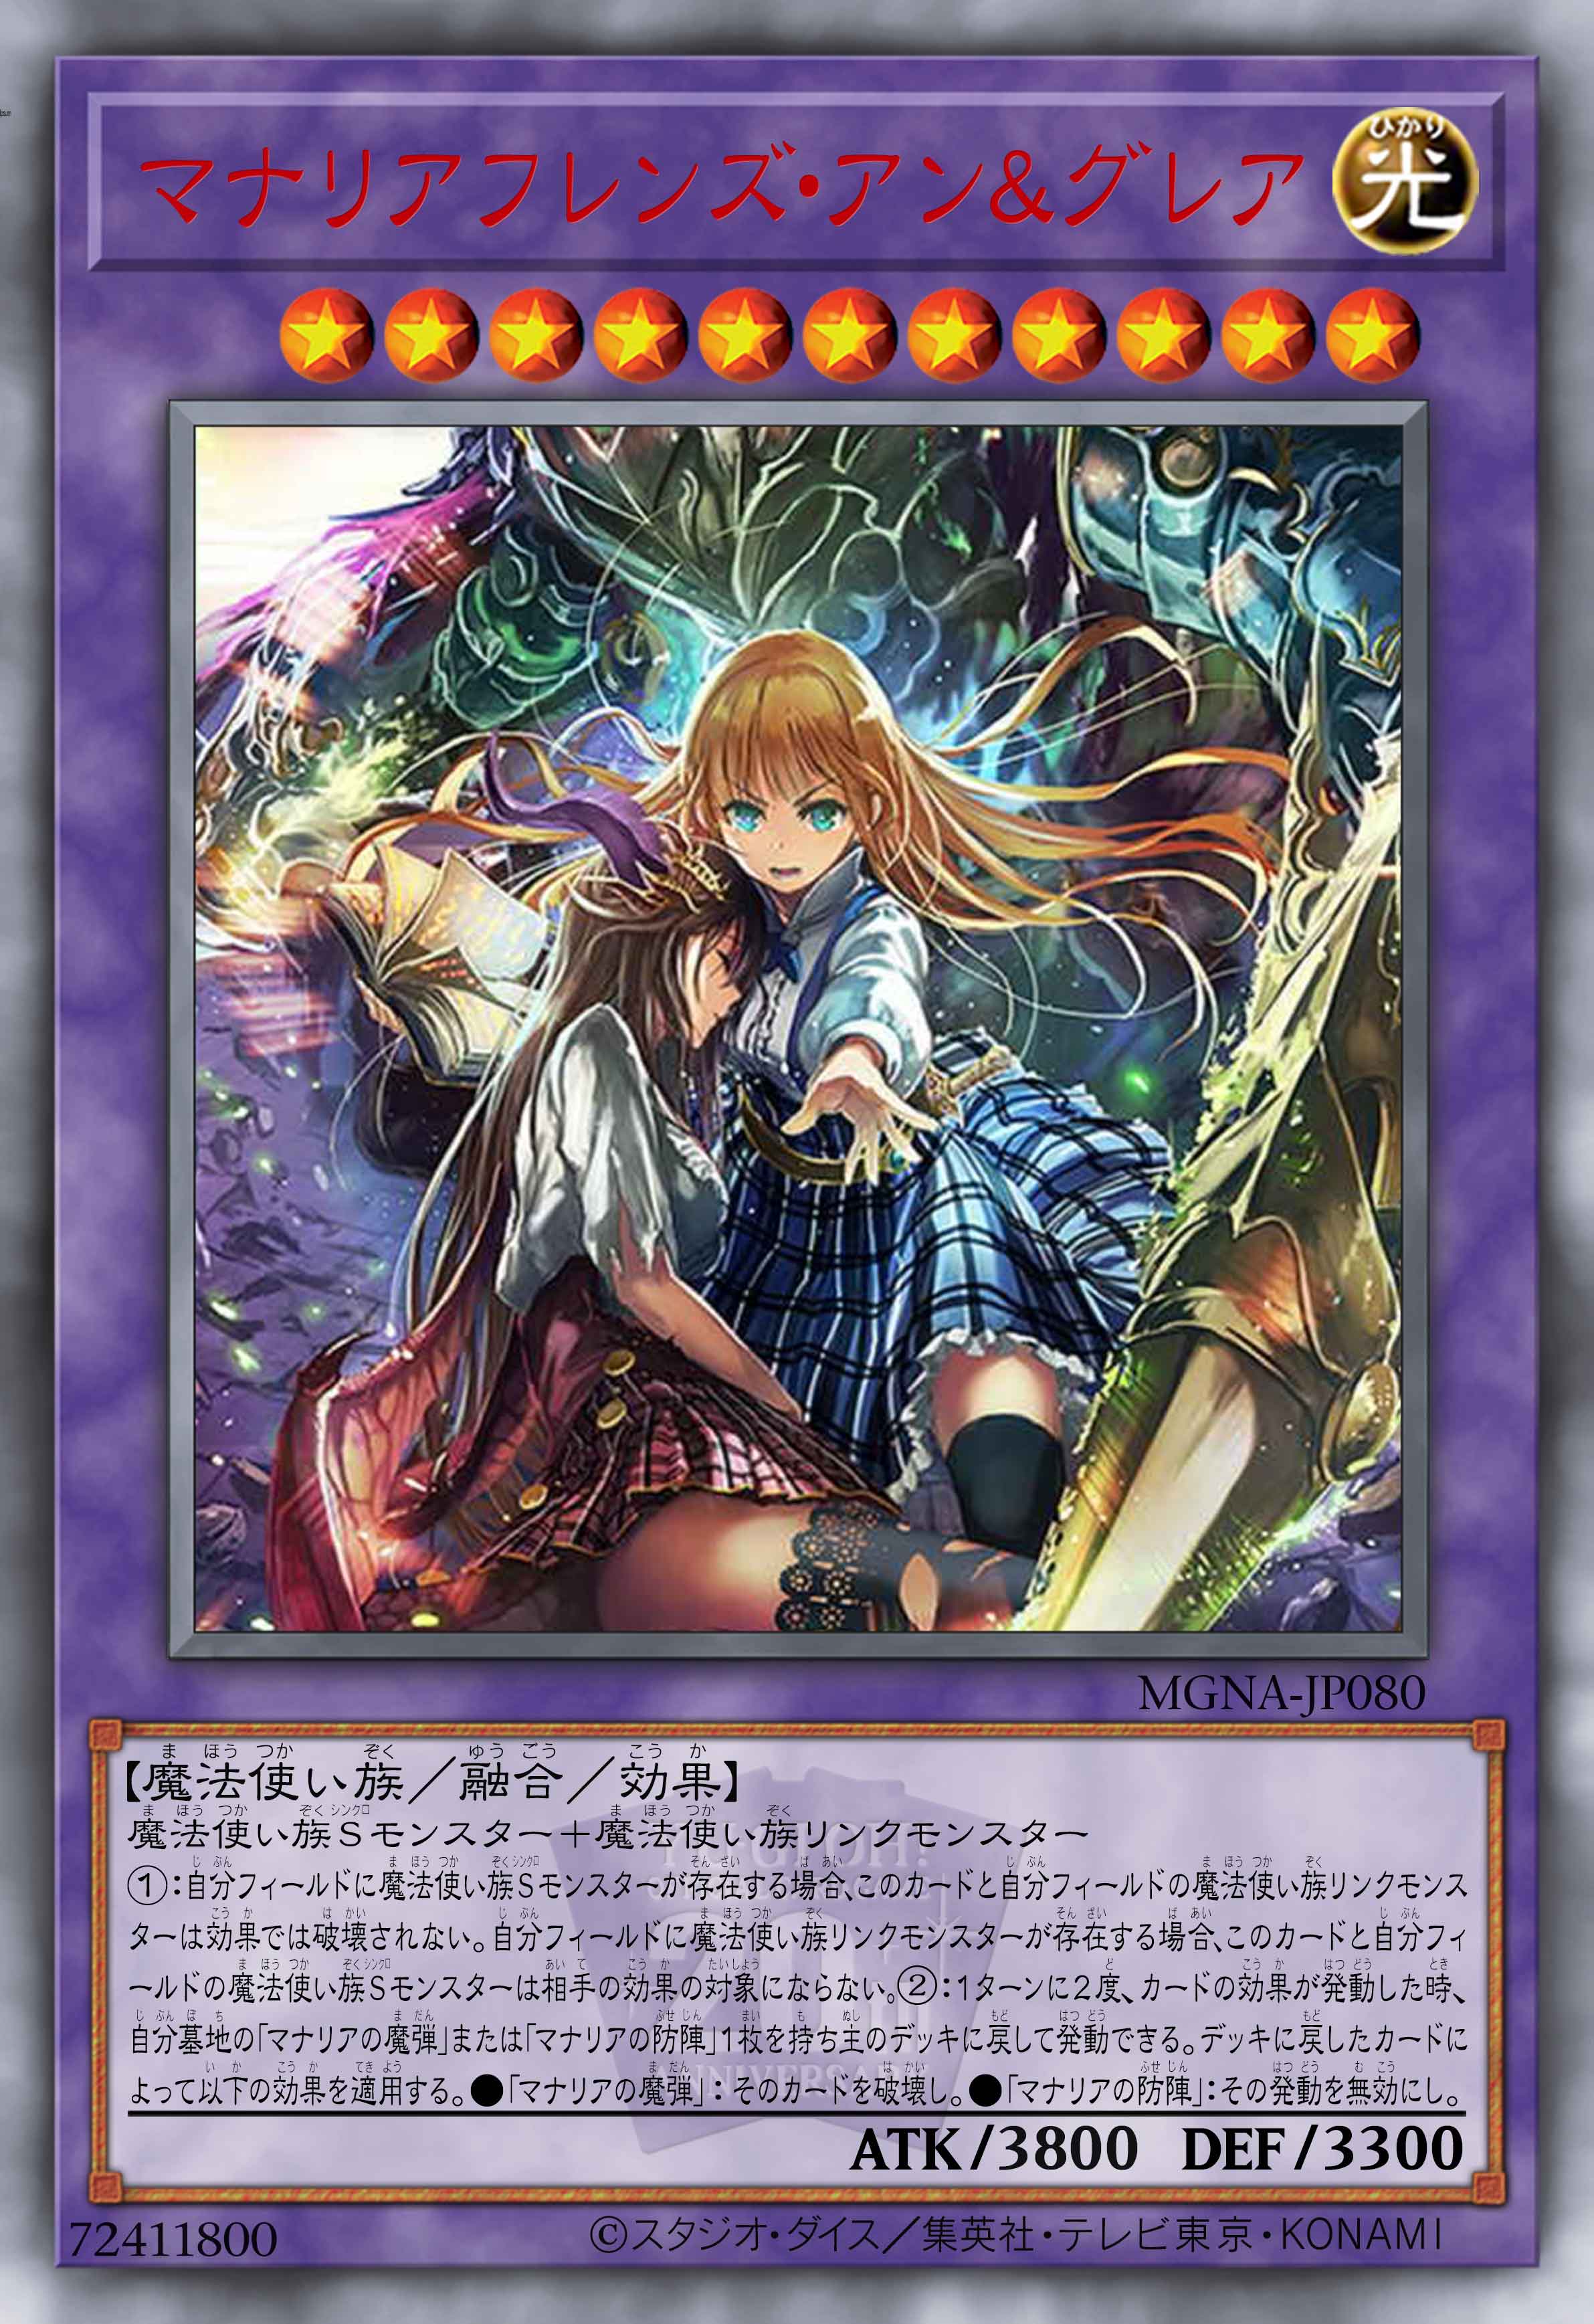 マナリアフレンズ・アン&グレア
ひかり
光
MGNA-JP080
【魔法使い族／融合／効果】
魔法使い族Ｓモンスター＋魔法使い族リンクモンスター
①：自分フィールドに魔法使い族Ｓモンスターが存在する場合、このカードと自分フィールドの魔法使い族リンクモンス
ターは効果では破壊されない。自分フィールドに魔法使い族リンクモンスターが存在する場合、このカードと自分フィ
ールドの魔法使い族Ｓモンスターは相手の効果の対象にならない。②：1ターンに２度、カードの効果が発動した時、
自分墓地の「マナリアの魔弾」または「マナリアの防陣」1枚を持ち主のデッキに戻して発動できる。デッキに戻したカードに
よって以下の効果を適用する。●「マナリアの魔弾」：そのカードを破壊し。●「マナリアの防陣」：その発動を無効にし。
ATK/3800 DEF/3300
72411800
©スタジオ・ダイス／集英社・テレビ東京・KONAMI